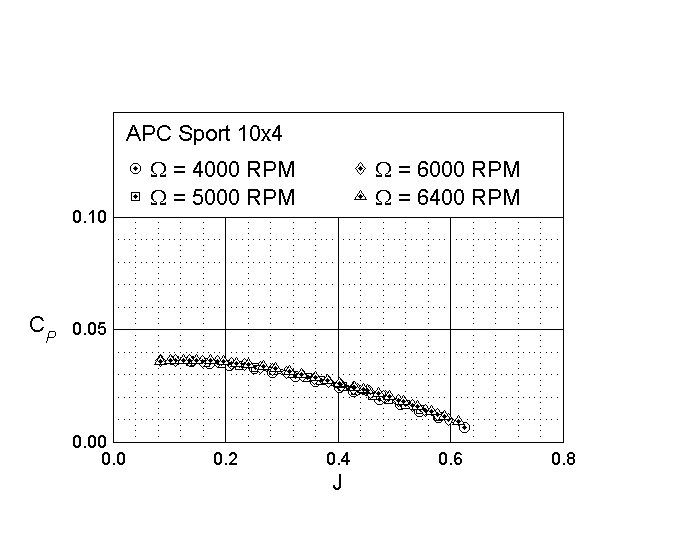 APC Sport 10x4
Ω = 4000 RPM
Ω = 6000 RPM
Ω = 5000 RPM
Ω = 6400 RPM
0.10
0.05
0.00
C_P
0.0 0.2 0.4 0.6 0.8
J